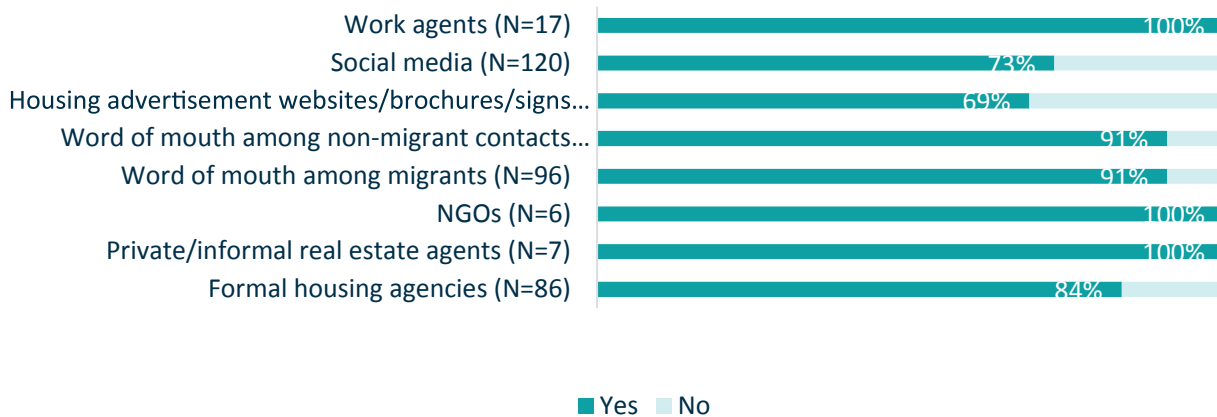 Work agents (N=17) 100%
Social media (N=120) 73%
Housing advertisement websites/brochures/signs... 69%
Word of mouth among non-migrant contacts... 91%
Word of mouth among migrants (N=96) 91%
NGOs (N=6) 100%
Private/informal real estate agents (N=7) 100%
Formal housing agencies (N=86) 84%
Yes No